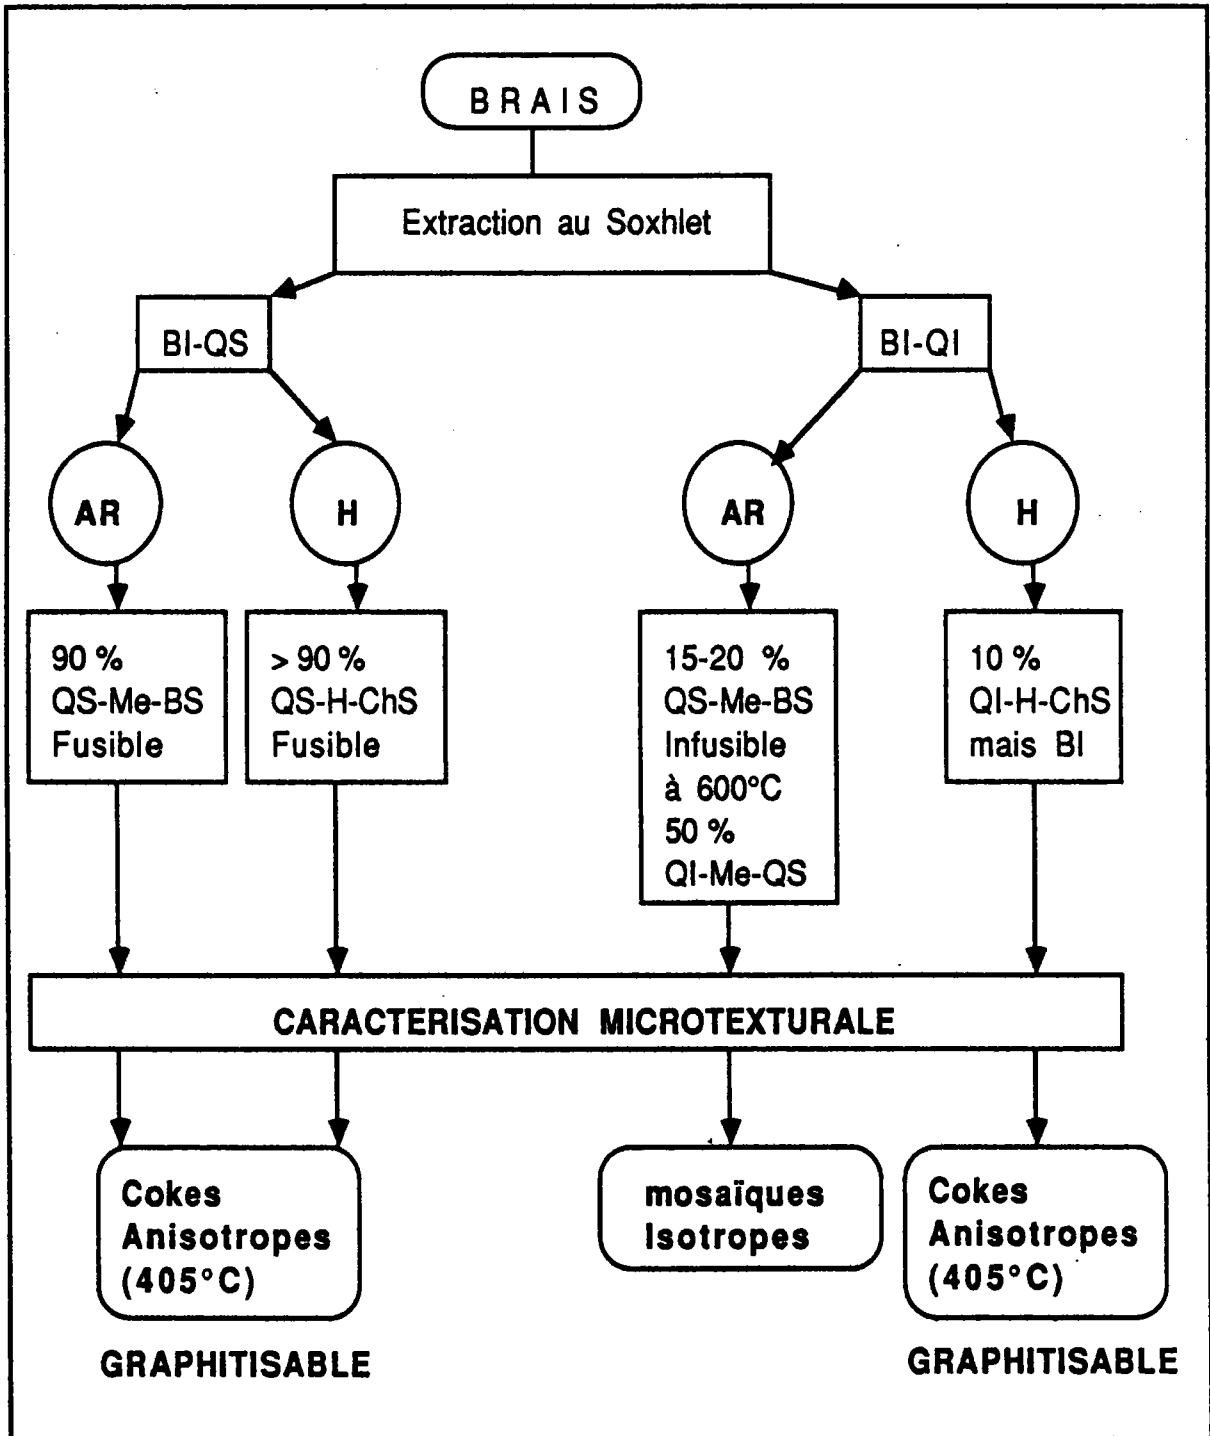 BRAIS
Extraction au Soxhlet
BI-QS
BI-QI
AR
H
AR
H
90 %
QS-Me-BS
Fusible
> 90 %
QS-H-ChS
Fusible
15-20 %
QS-Me-BS
Infusible
à 600°C
50 %
QI-Me-QS
10 %
QI-H-ChS
mais BI
CARACTERISATION MICROTEXTURALE
Cokes
Anisotropes
(405°C)
mosaïques
Isotropes
Cokes
Anisotropes
(405°C)
GRAPHITISABLE
GRAPHITISABLE